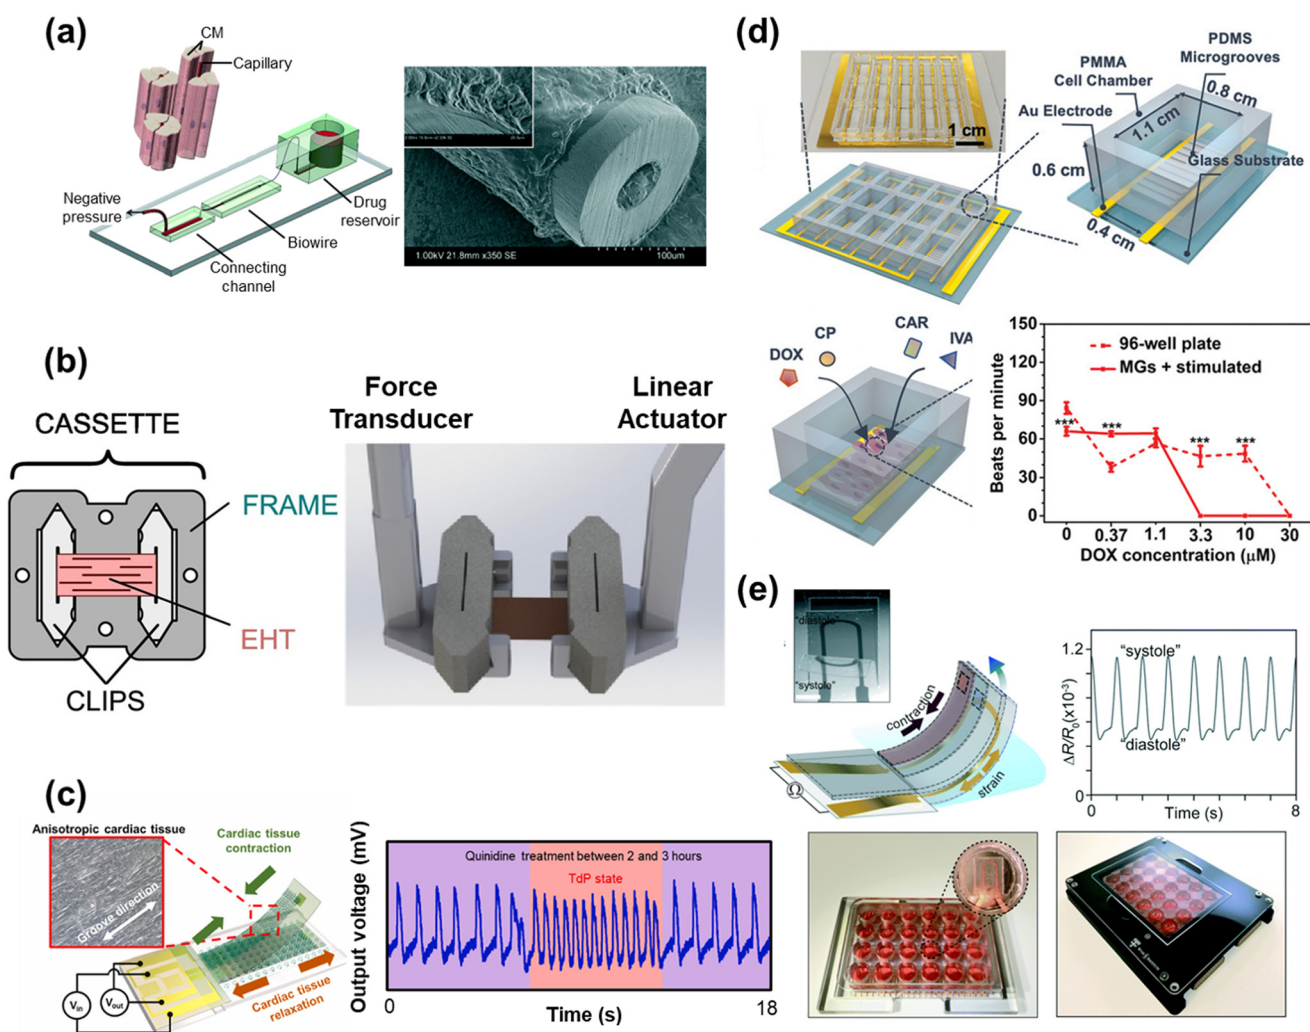 (a)
CM
Capillary
Negative
pressure
Drug
reservoir
Biowire
Connecting
channel
1.00kV 21.8mm x350 SE
100um
(b)
CASSETTE
FRAME
EHT
CLIPS
Force
Transducer
Linear
Actuator
(c)
Anisotropic cardiac tissue
Groove direction
Cardiac tissue
contraction
Cardiac tissue
relaxation
Vin
Vout
Output voltage (mV)
Quinidine treatment between 2 and 3 hours
TdP state
0
18
Time (s)
(d)
1 cm
PMMA
Cell Chamber
PDMS
Microgrooves
Au Electrode
0.8 cm
1.1 cm
Glass Substrate
0.6 cm
0.4 cm
DOX
CP
CAR
IVA
Beats per minute
150
120
90
60
30
0
96-well plate
MGs + stimulated
***
***
***
***
0
0.37
1.1
3.3
10
30
DOX concentration (μM)
(e)
"diastole"
"systole"
contraction
strain
Ω
ΔR/R0(x10-3)
1.2
0.6
0
"systole"
"diastole"
0
Time (s)
8